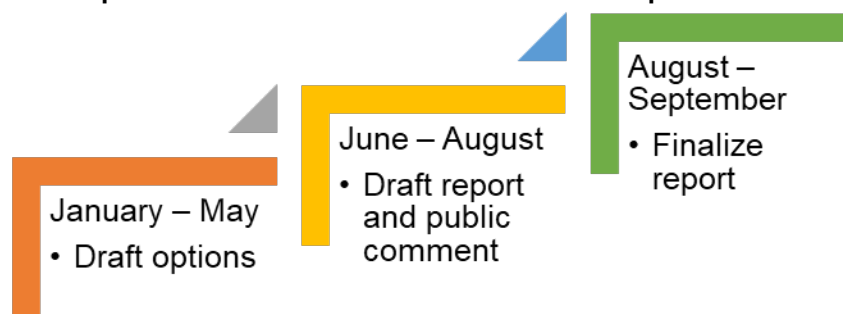 January – May
• Draft options
June – August
• Draft report
and public
comment
August –
September
• Finalize
report